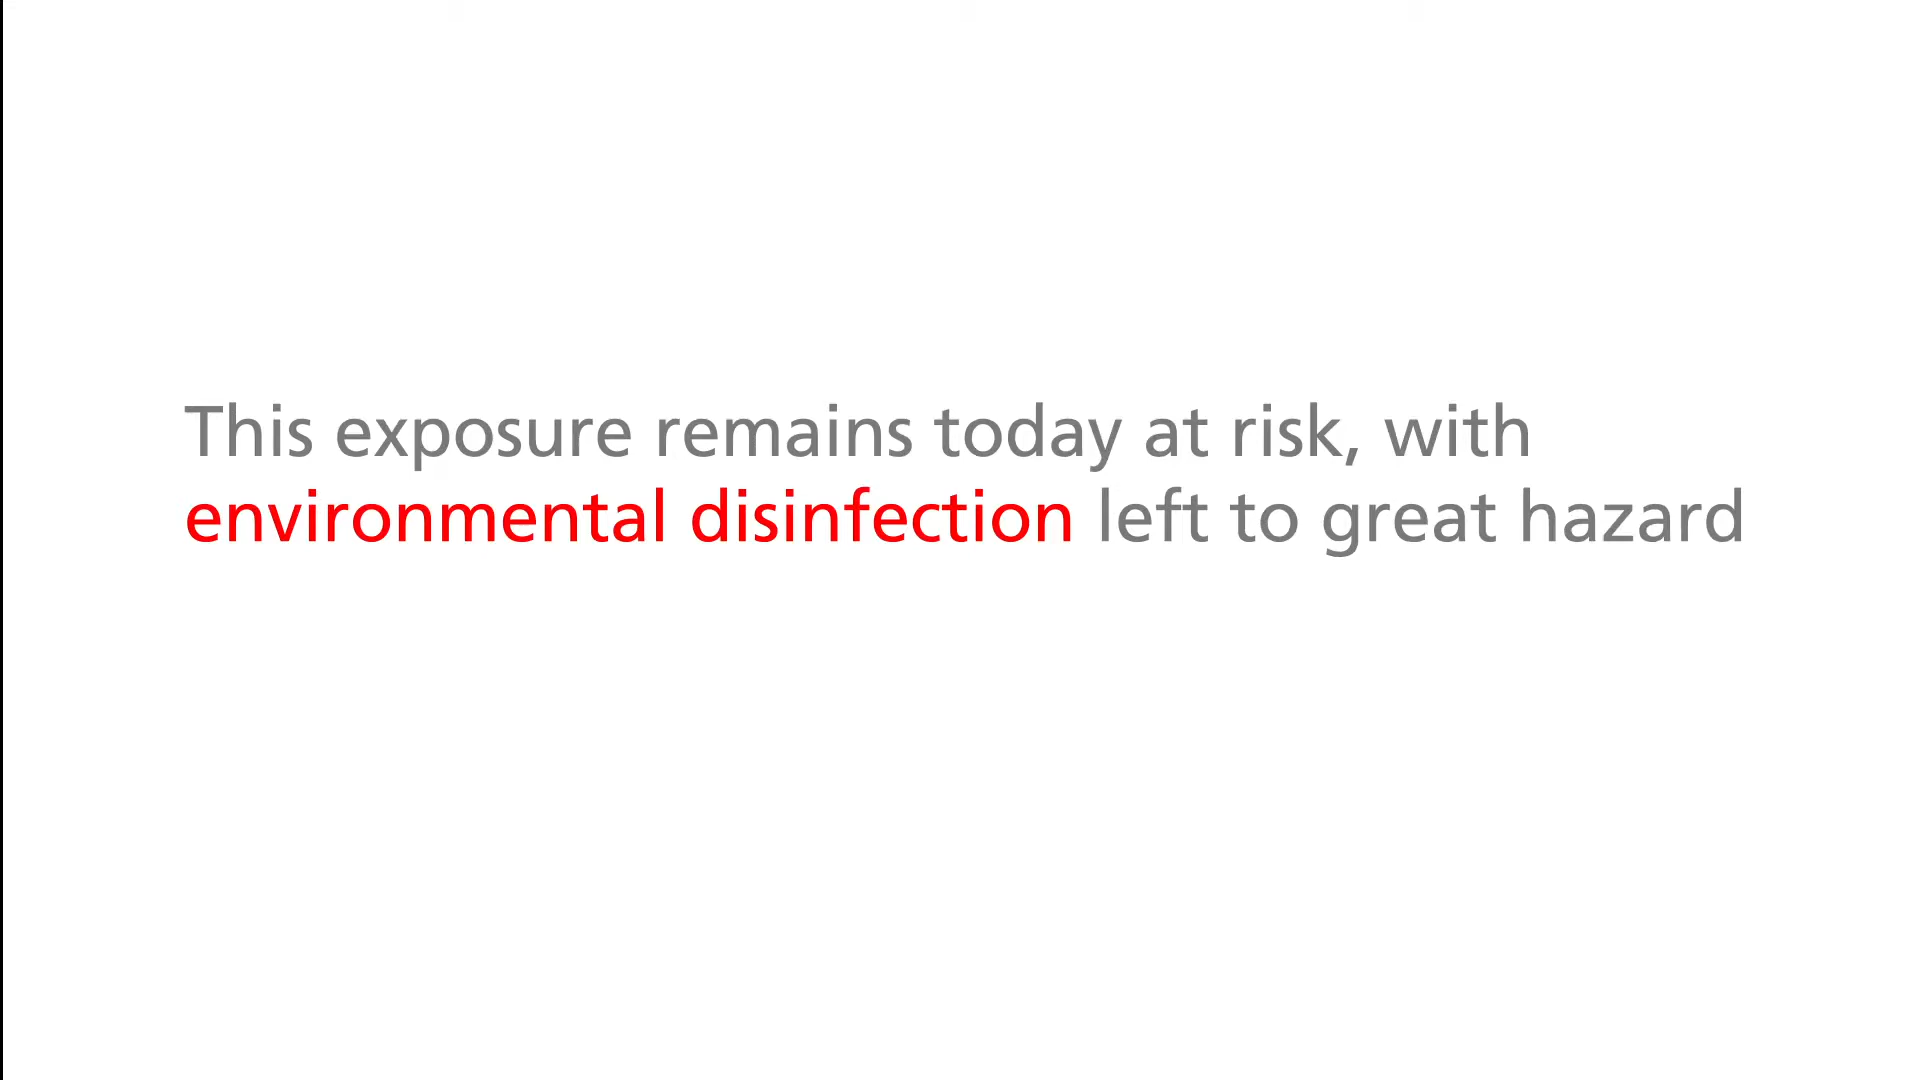 This exposure remains today at risk, with
environmental disinfection left to great hazard